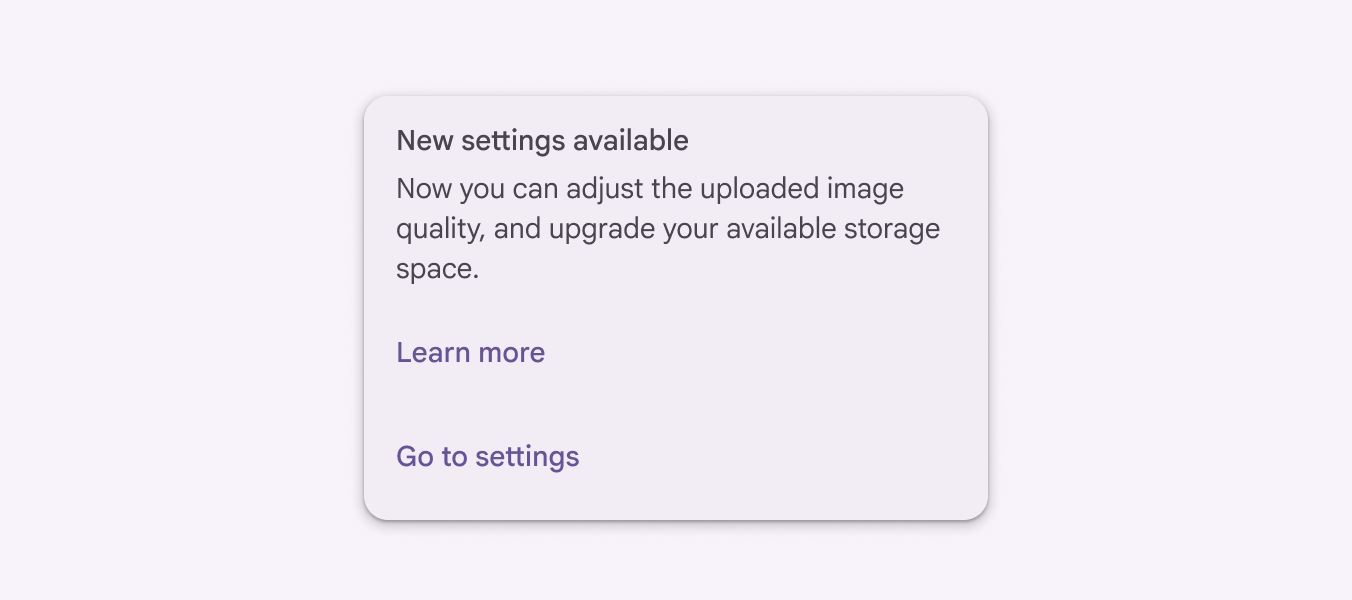 New settings available
Now you can adjust the uploaded image
quality, and upgrade your available storage
space.
Learn more
Go to settings